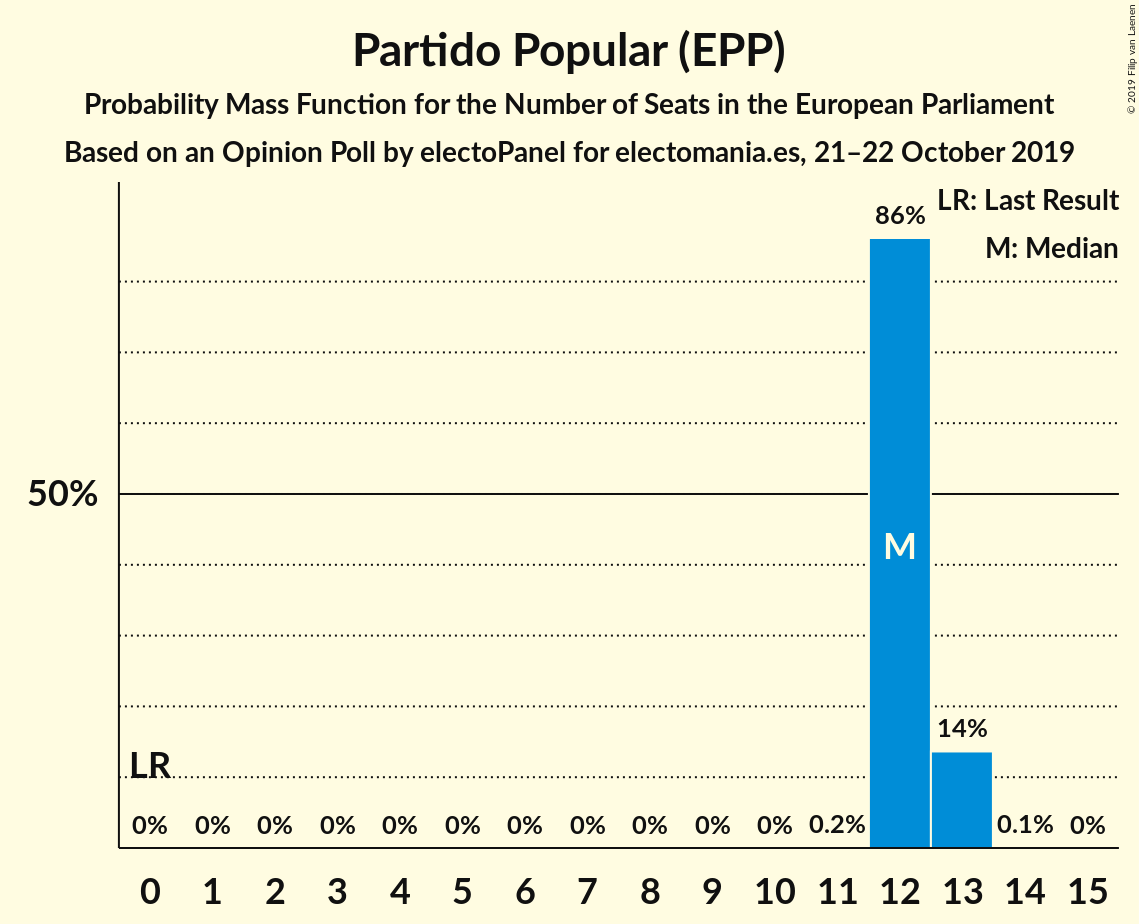 Partido Popular (EPP)
Probability Mass Function for the Number of Seats in the European Parliament
Based on an Opinion Poll by electoPanel for electomania.es, 21–22 October 2019
© 2019 Filip van Laenen
LR: Last Result
M: Median
86%
50%
M
14%
LR
0% 0% 0% 0% 0% 0% 0% 0% 0% 0% 0% 0.2% 0.1% 0%
0 1 2 3 4 5 6 7 8 9 10 11 12 13 14 15